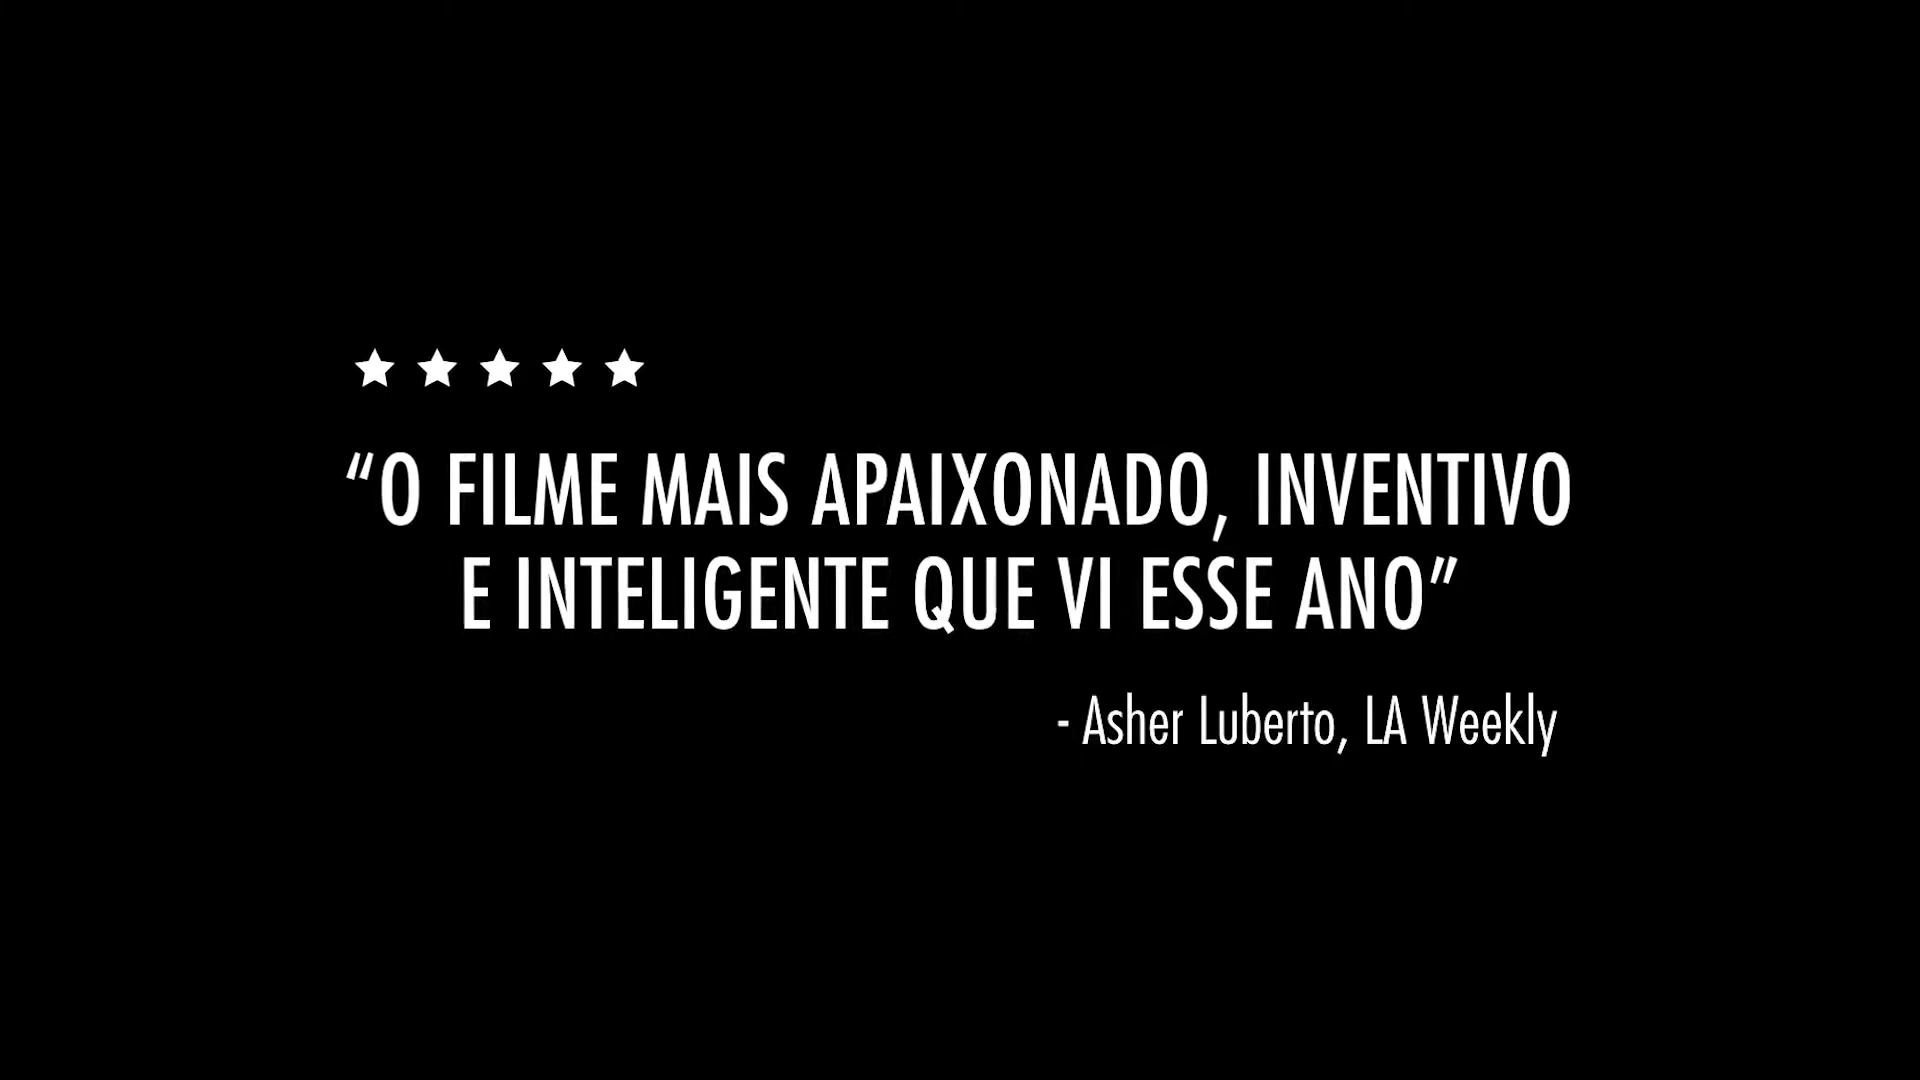 “O FILME MAIS APAIXONADO, INVENTIVO
E INTELIGENTE QUE VI ESSE ANO”
- Asher Luberto, LA Weekly